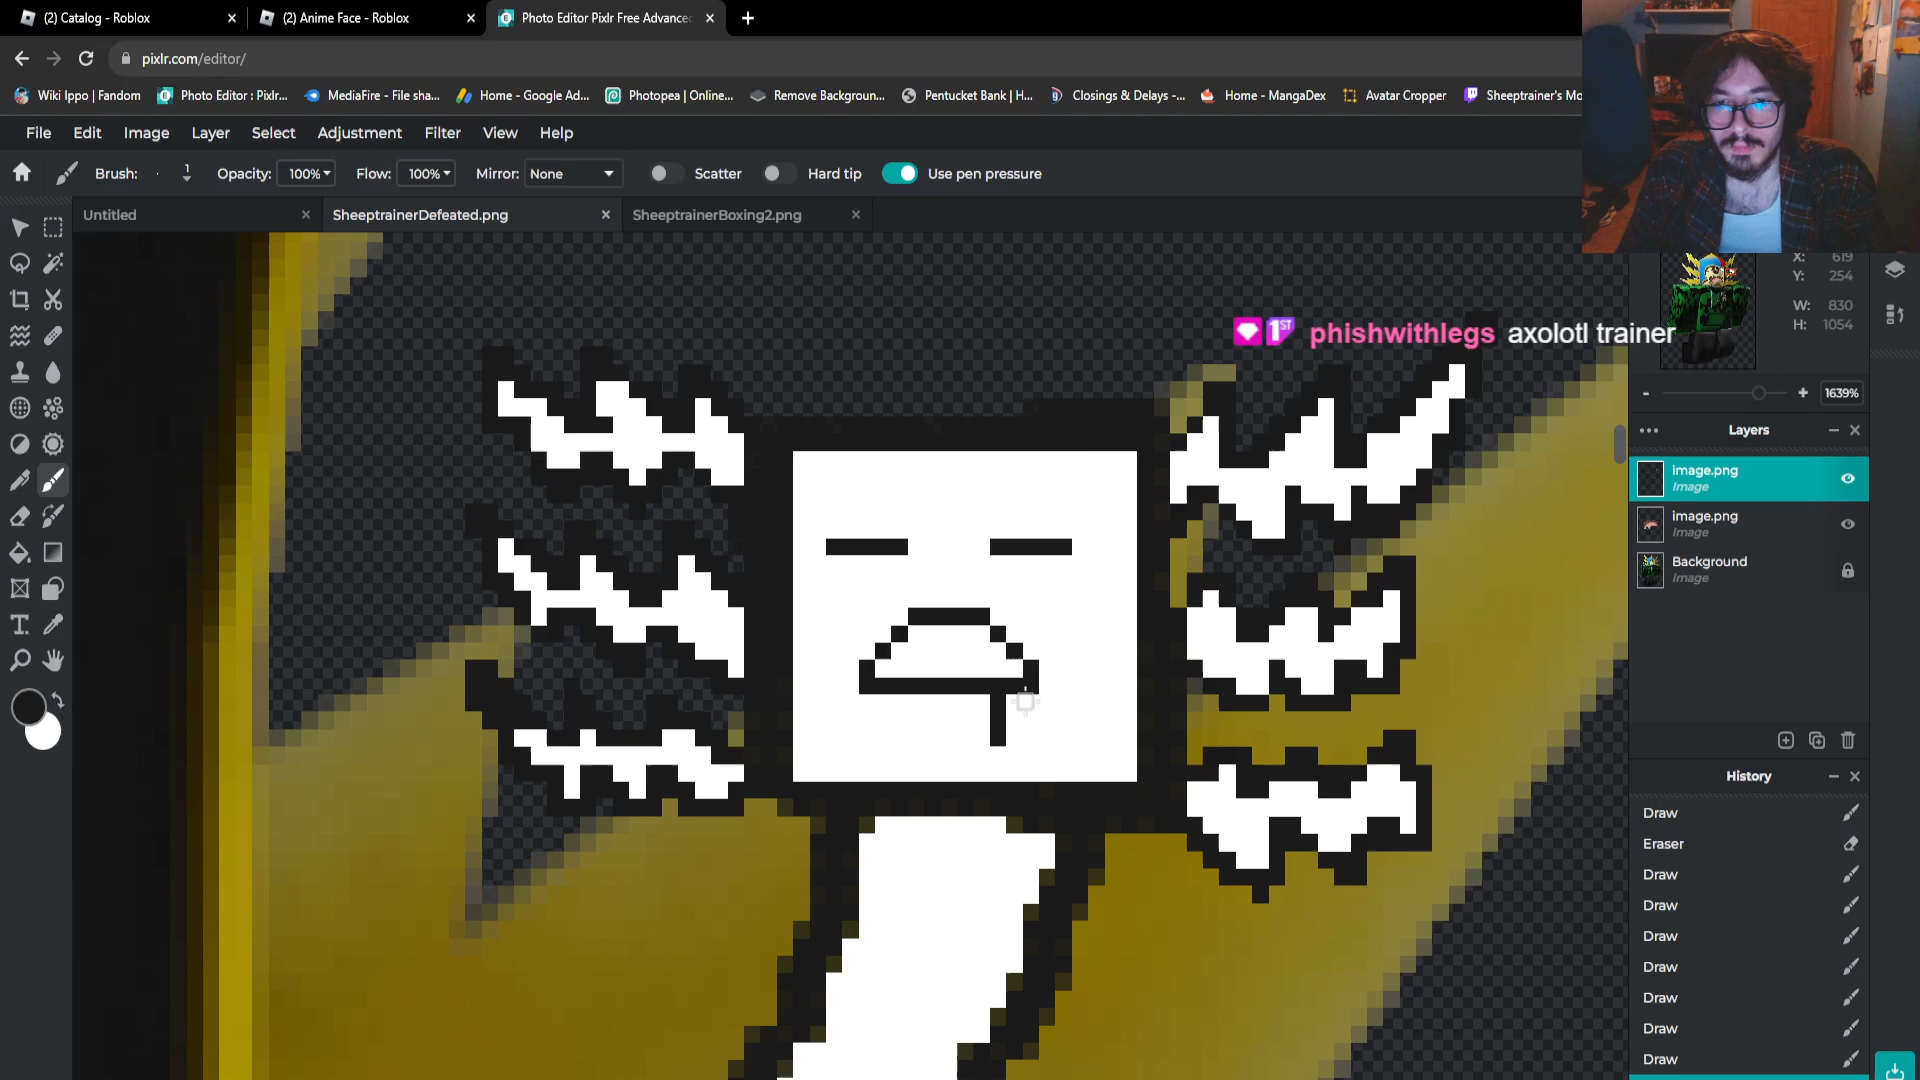 (2) Catalog - Roblox
(2) Anime Face - Roblox
Photo Editor Pixlr Free Advance
pixlr.com/editor/
Wiki Ippo | Fandom
Photo Editor : Pixlr...
MediaFire - File sha...
Home - Google Ad...
Photopea | Online...
Remove Backgroun...
Pentucket Bank | H...
Closings & Delays -...
Home - MangaDex
Avatar Cropper
Sheeptrainer's Mo
File Edit Image Layer Select Adjustment Filter View Help
Brush: 1 Opacity: 100% Flow: 100% Mirror: None Scatter Hard tip Use pen pressure
Untitled
SheeptrainerDefeated.png
SheeptrainerBoxing2.png
X: 619
Y: 254
W: 830
H: 1054
1ST phishwithlegs axolotl trainer
1639%
Layers
image.png
Image
image.png
Image
Background
Image
History
Draw
Eraser
Draw
Draw
Draw
Draw
Draw
Draw
Draw